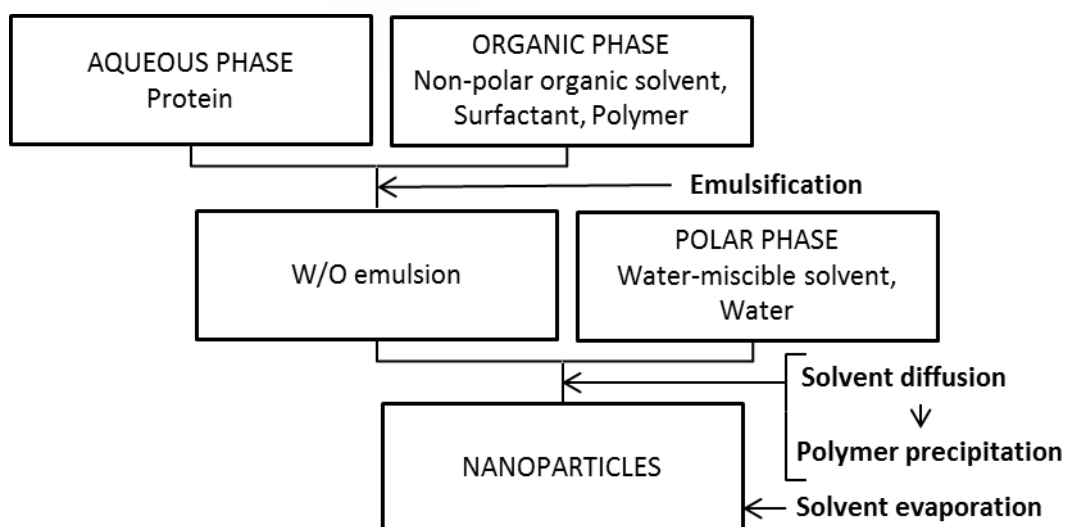 AQUEOUS PHASE
Protein
ORGANIC PHASE
Non-polar organic solvent,
Surfactant, Polymer
Emulsification
W/O emulsion
POLAR PHASE
Water-miscible solvent,
Water
Solvent diffusion
Polymer precipitation
NANOPARTICLES
Solvent evaporation